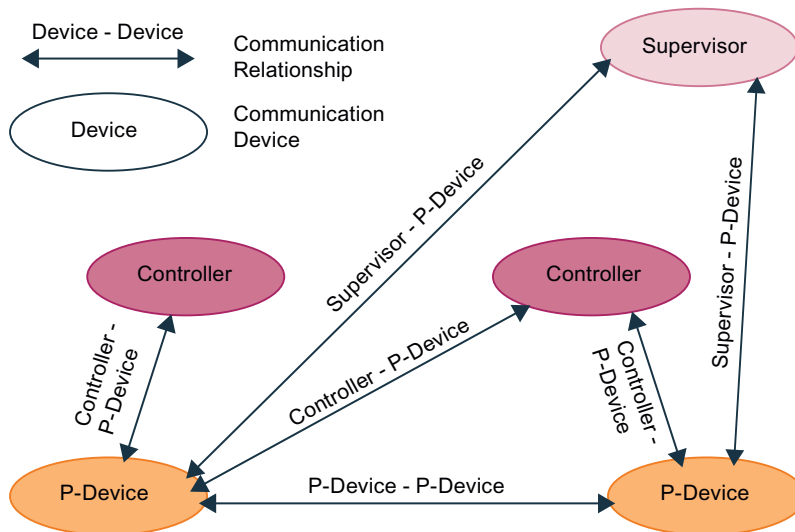 Device - Device
Communication
Relationship
Supervisor
Device
Communication
Device
Supervisor - P-Device
Supervisor - P-Device
Controller
Controller
Controller -
P-Device
Controller - P-Device
Controller -
P-Device
P-Device
P-Device - P-Device
P-Device